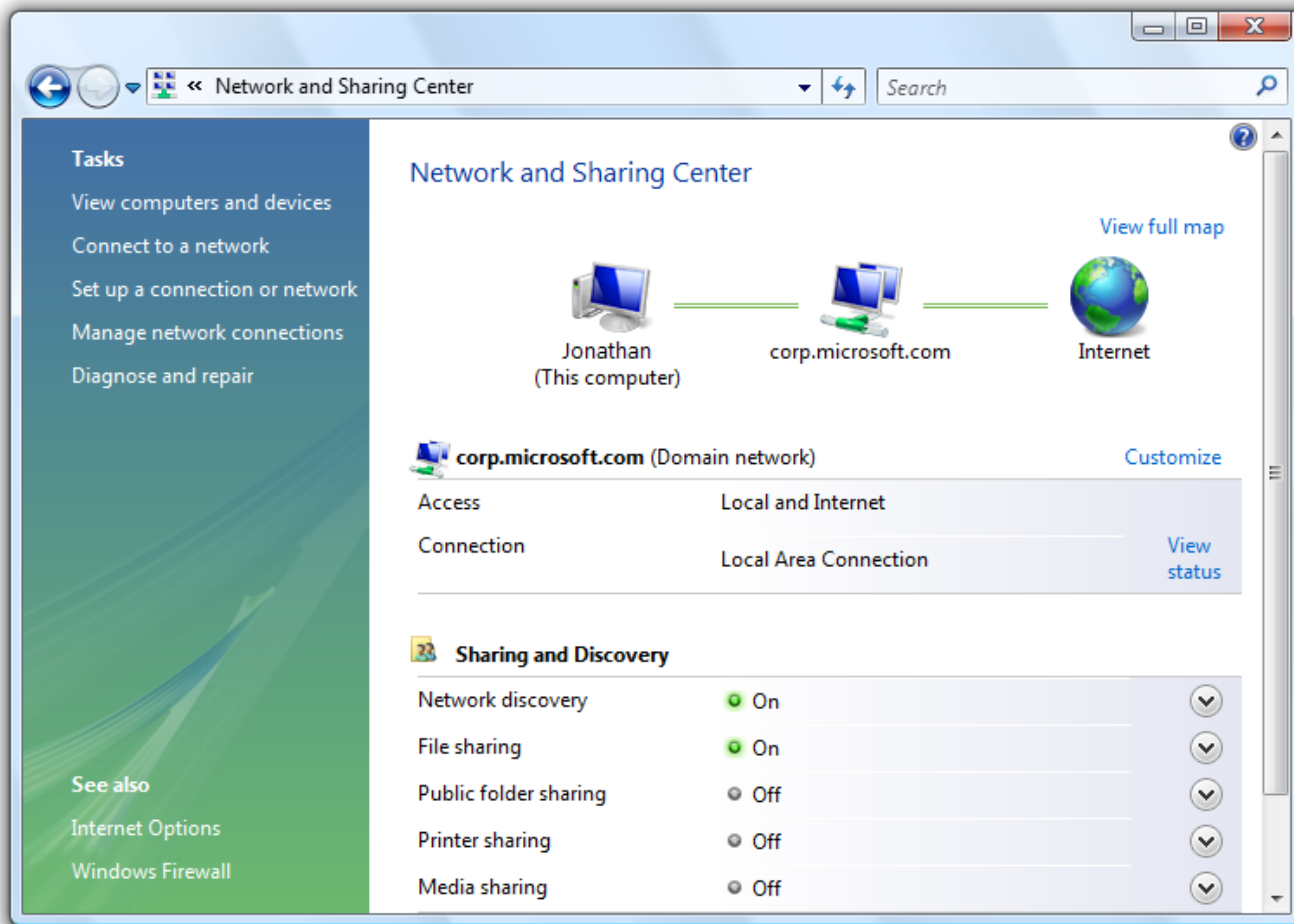 « Network and Sharing Center
Search
Tasks
View computers and devices
Connect to a network
Set up a connection or network
Manage network connections
Diagnose and repair
See also
Internet Options
Windows Firewall
Network and Sharing Center
View full map
Jonathan
(This computer)
corp.microsoft.com
Internet
corp.microsoft.com (Domain network) Customize
Access Local and Internet
Connection Local Area Connection View
status
Sharing and Discovery
Network discovery On
File sharing On
Public folder sharing Off
Printer sharing Off
Media sharing Off